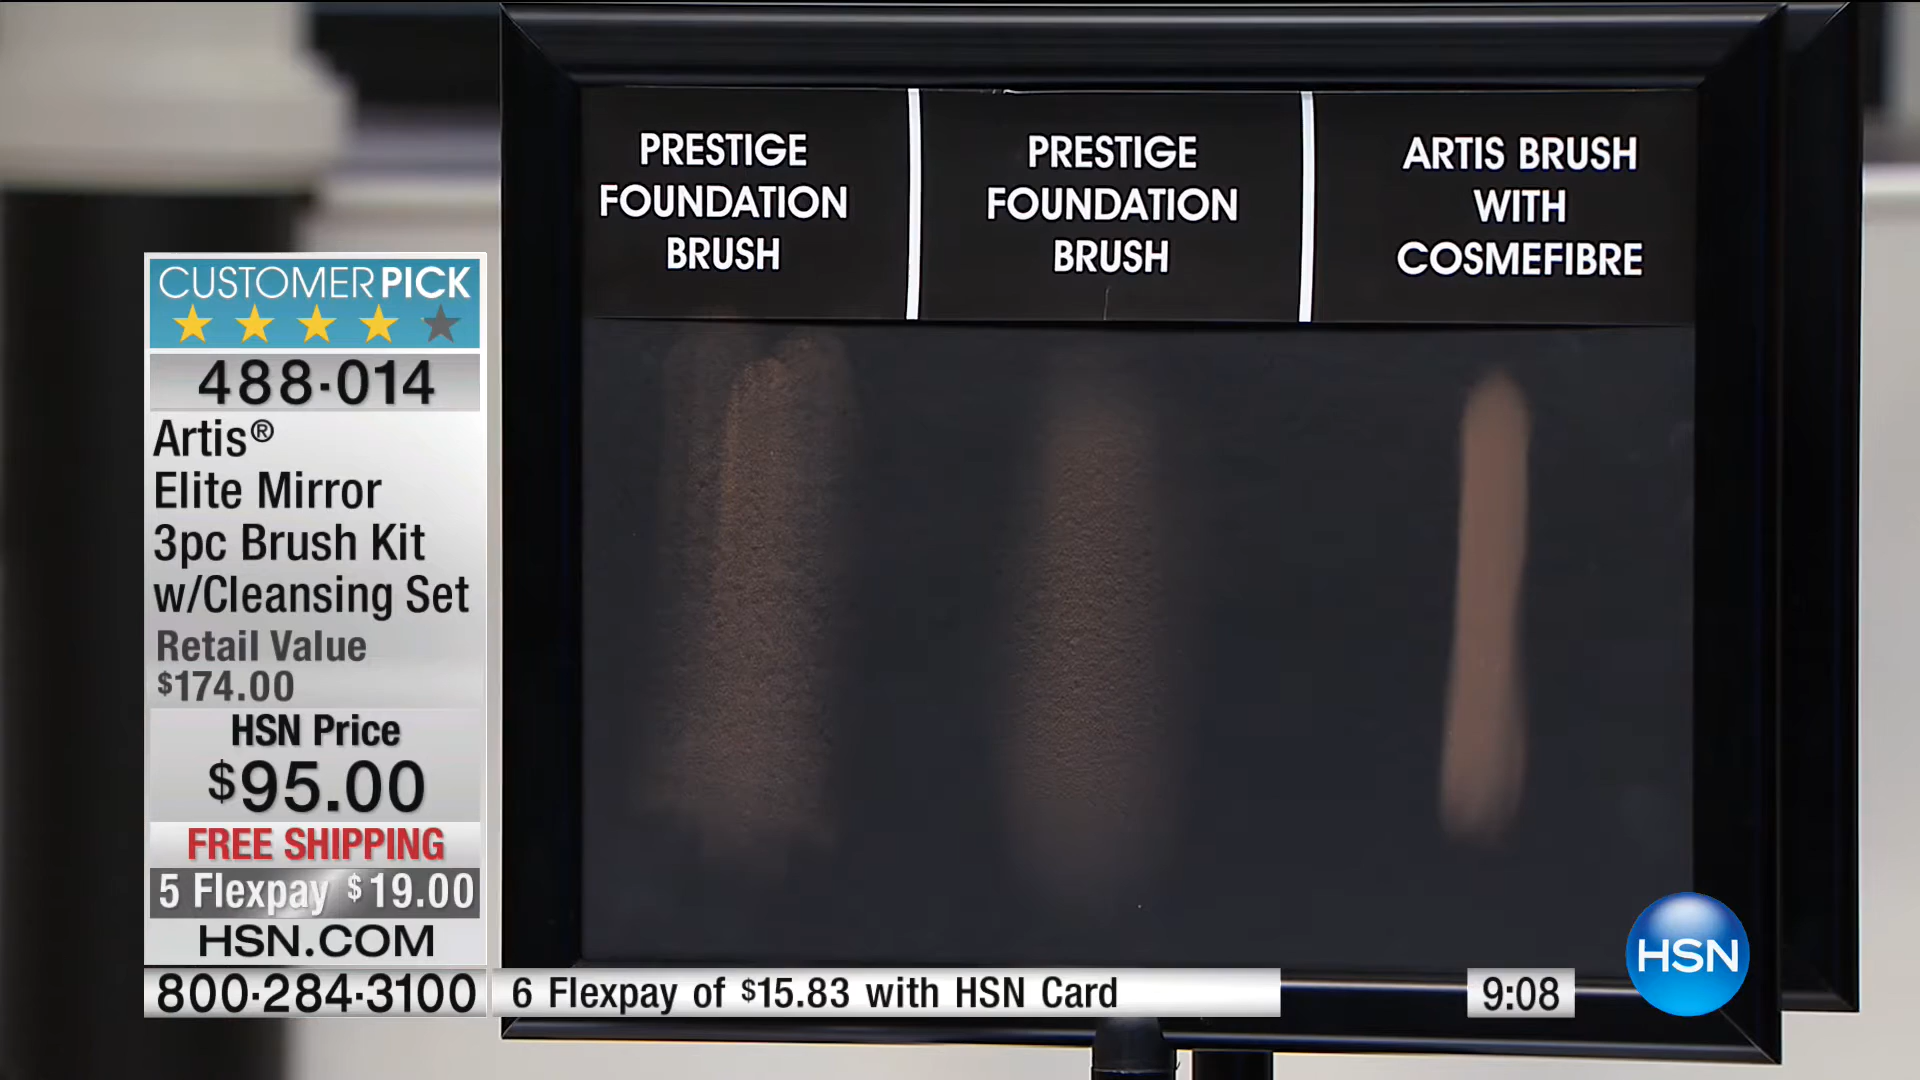 PRESTIGE
FOUNDATION
BRUSH
PRESTIGE
FOUNDATION
BRUSH
ARTIS BRUSH
WITH
COSMEFIBRE
CUSTOMERPICK
488·014
Artis®
Elite Mirror
3pc Brush Kit
w/Cleansing Set
Retail Value
$174.00
HSN Price
$95.00
FREE SHIPPING
5 Flexpay $19.00
HSN.COM
800·284·3100
6 Flexpay of $15.83 with HSN Card
9:08
HSN